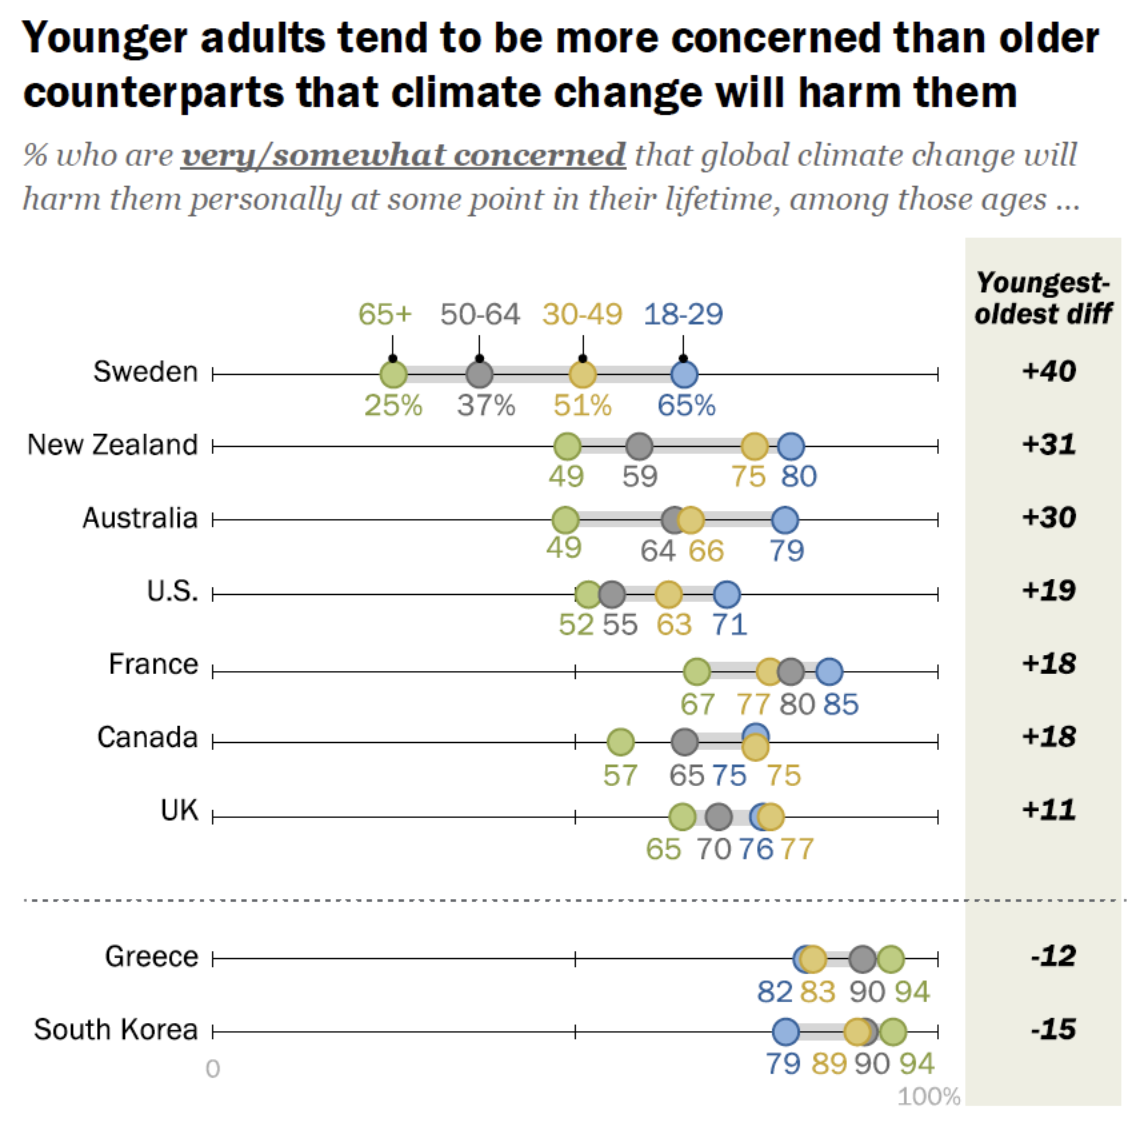 Younger adults tend to be more concerned than older
counterparts that climate change will harm them
% who are very/somewhat concerned that global climate change will
harm them personally at some point in their lifetime, among those ages ...
Youngest-
oldest diff
65+ 50-64 30-49 18-29
Sweden +40
25% 37% 51% 65%
New Zealand +31
49 59 75 80
Australia +30
49 64 66 79
U.S. +19
52 55 63 71
France +18
67 77 80 85
Canada +18
57 65 75 75
UK +11
65 70 76 77
Greece -12
82 83 90 94
South Korea -15
79 89 90 94
0
100%